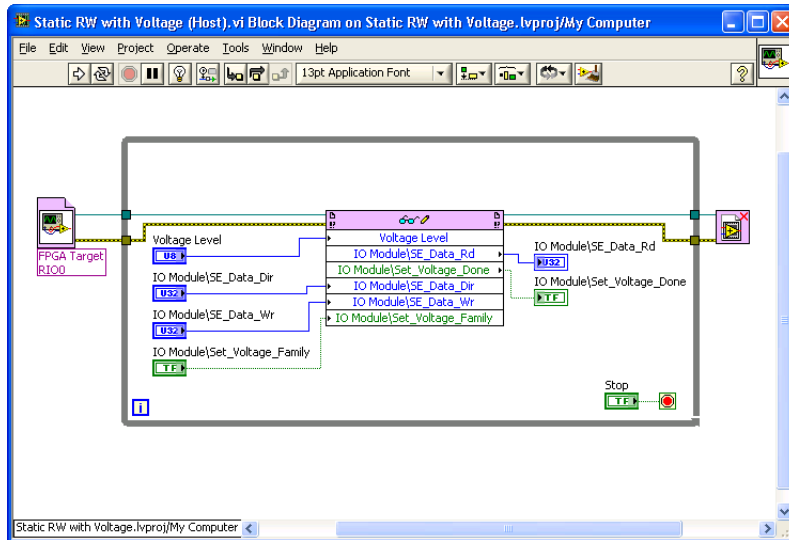 Static RW with Voltage (Host).vi Block Diagram on Static RW with Voltage.lvproj/My Computer
File Edit View Project Operate Tools Window Help
13pt Application Font
?
FPGA Target
RIO0
Voltage Level
U8
IO Module\SE_Data_Dir
U32
IO Module\SE_Data_Wr
U32
IO Module\Set_Voltage_Family
TF
Voltage Level
IO Module\SE_Data_Rd
IO Module\Set_Voltage_Done
IO Module\SE_Data_Dir
IO Module\SE_Data_Wr
IO Module\Set_Voltage_Family
IO Module\SE_Data_Rd
U32
IO Module\Set_Voltage_Done
TF
Stop
TF
i
Static RW with Voltage.lvproj/My Computer